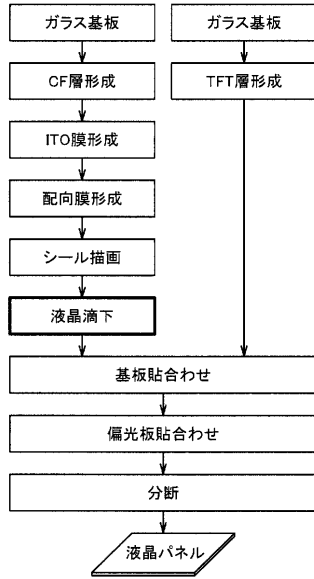 ガラス基板
ガラス基板
CF層形成
TFT層形成
ITO膜形成
配向膜形成
シール描画
液晶滴下
基板貼合わせ
偏光板貼合わせ
分断
液晶パネル